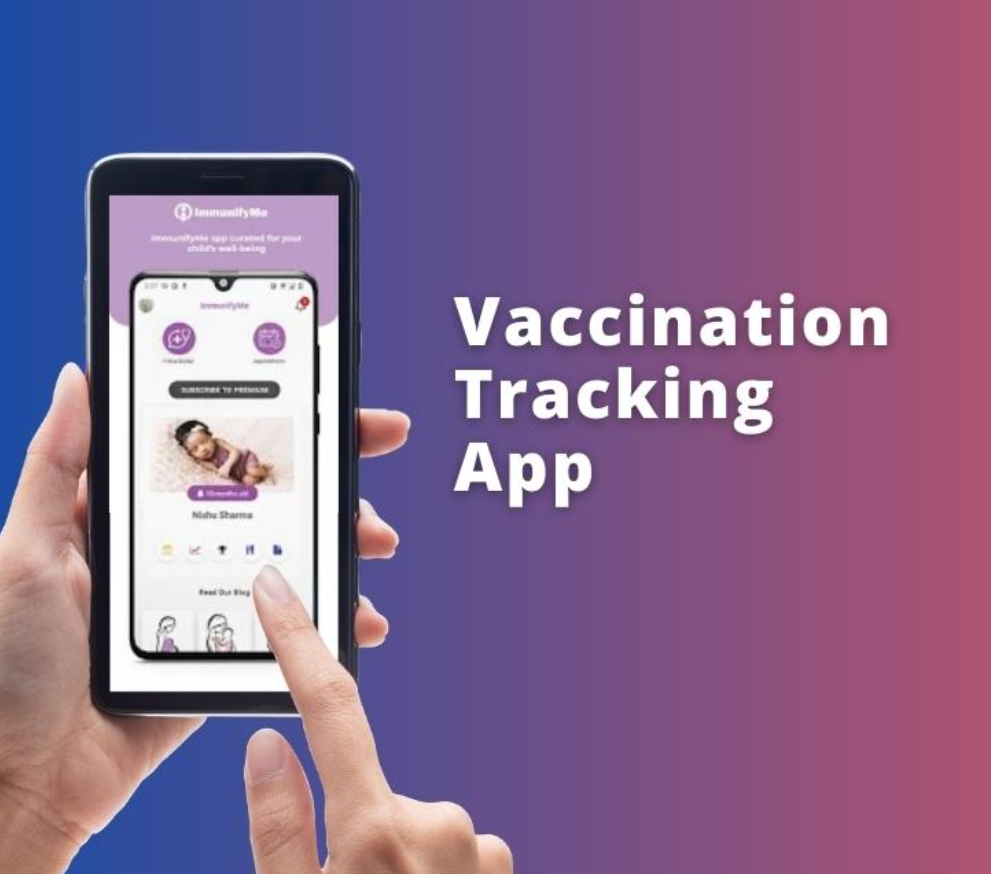 ImmunifyMe
ImmunifyMe app curated for your
child's well-being
ImmunifyMe
Appointments
SUBSCRIBE TO PREMIUM
Nishu Sharma
Read Our Blog
Vaccination
Tracking
App